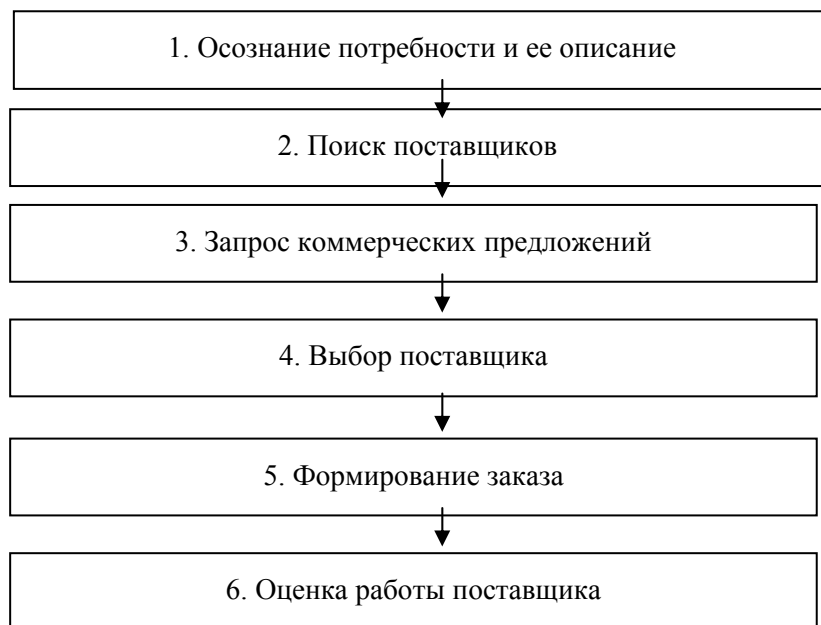 1. Осознание потребности и ее описание
2. Поиск поставщиков
3. Запрос коммерческих предложений
4. Выбор поставщика
5. Формирование заказа
6. Оценка работы поставщика